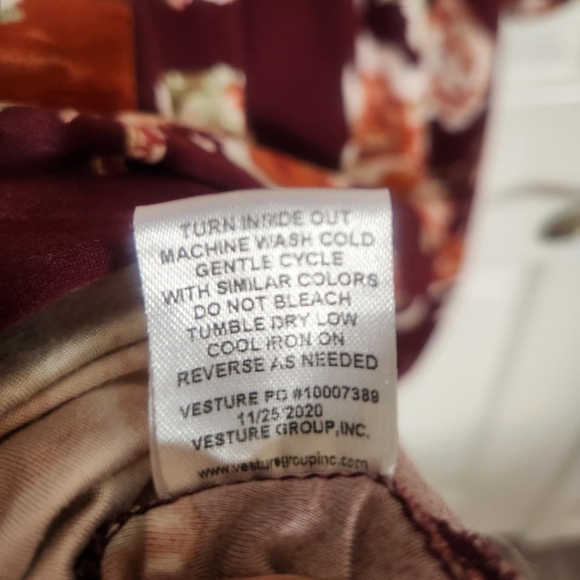 TURN INSIDE OUT
MACHINE WASH COLD
GENTLE CYCLE
WITH SIMILAR COLORS
DO NOT BLEACH
TUMBLE DRY LOW
COOL IRON ON
REVERSE AS NEEDED
VESTURE PO #10007389
11/25/2020
VESTURE GROUP,INC.
www.vesturegroupinc.com